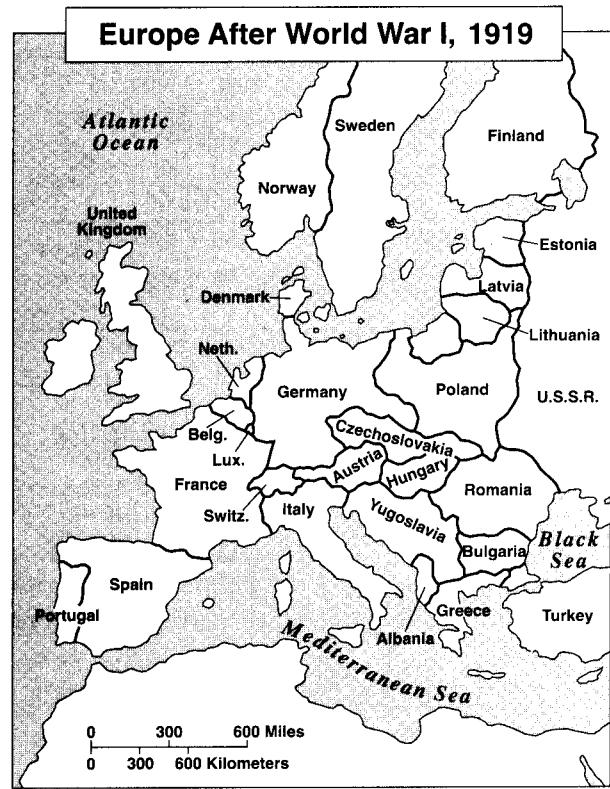 Europe After World War I, 1919
Atlantic
Ocean
Sweden
Finland
Norway
United
Kingdom
Estonia
Denmark
Latvia
Lithuania
Neth.
Germany
Poland
U.S.S.R.
Belg.
Czechoslovakia
Lux.
Austria
Hungary
France
Romania
Switz.
Italy
Yugoslavia
Black
Sea
Bulgaria
Spain
Portugal
Greece
Turkey
Albania
Mediterranean Sea
0 300 600 Miles
0 300 600 Kilometers